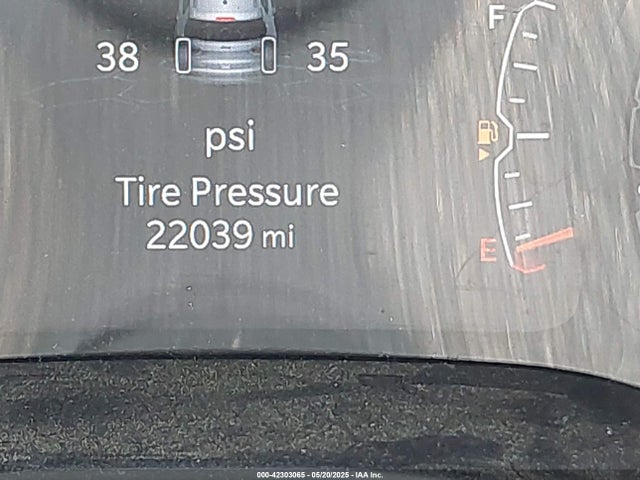 F
38 35
psi
Tire Pressure
22039 mi
E
000-42303065 - 05/20/2025 - IAA Inc.